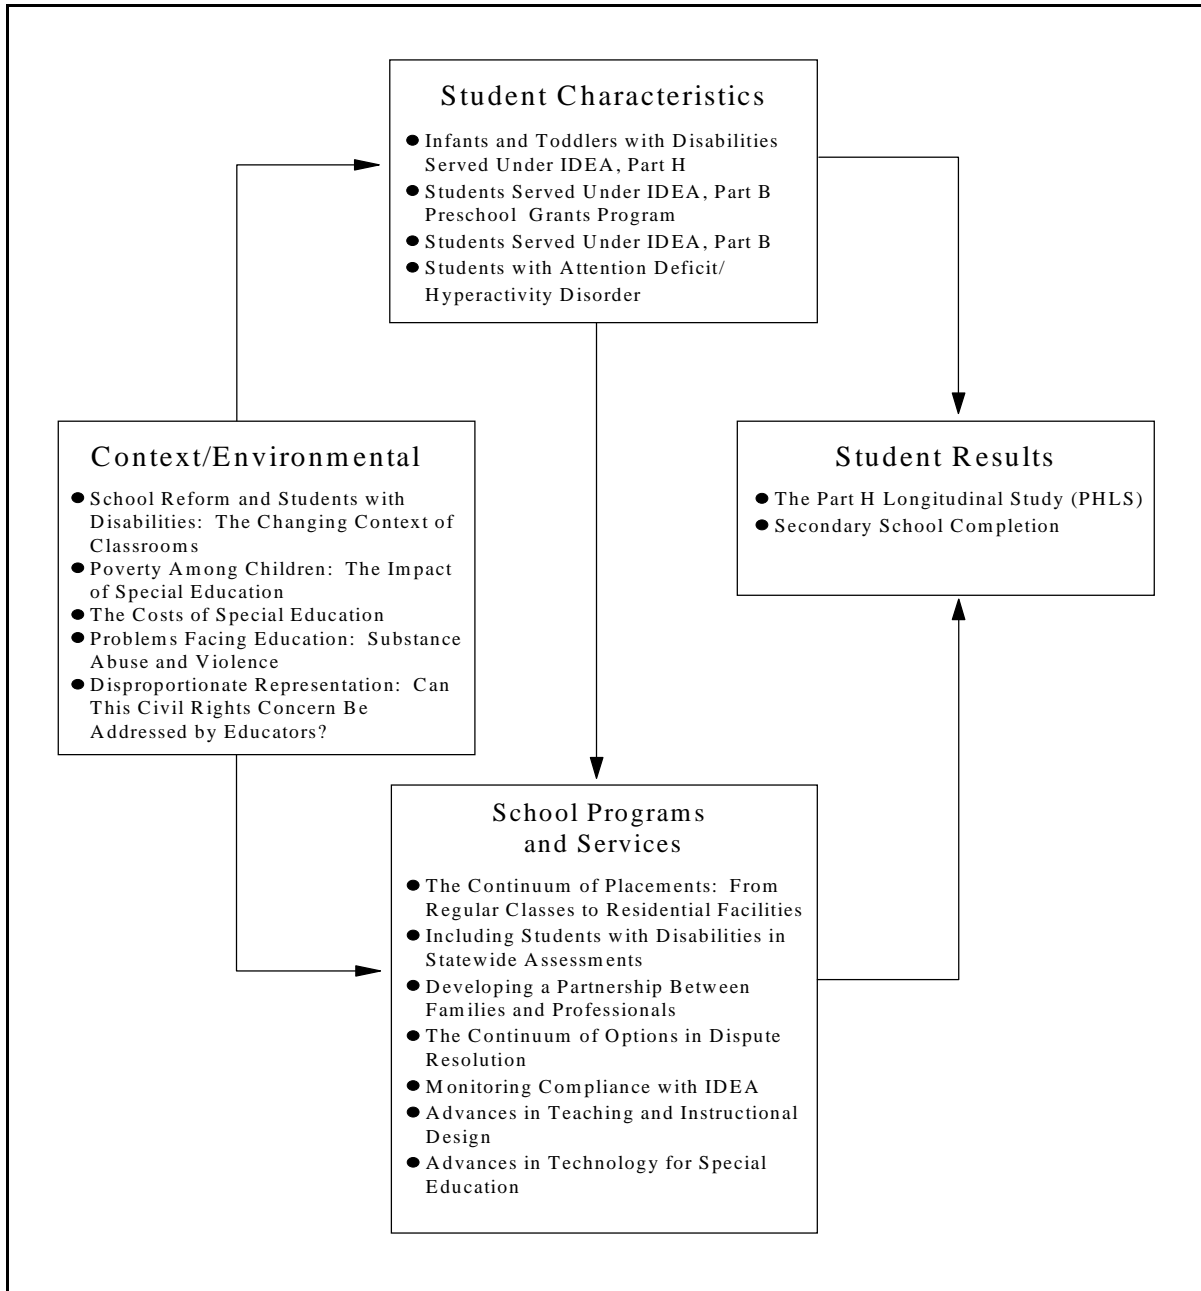 Student Characteristics
● Infants and Toddlers with Disabilities
Served Under IDEA, Part H
● Students Served Under IDEA, Part B
Preschool Grants Program
● Students Served Under IDEA, Part B
● Students with Attention Deficit/
Hyperactivity Disorder
Context/Environmental
● School Reform and Students with
Disabilities: The Changing Context of
Classrooms
● Poverty Among Children: The Impact
of Special Education
● The Costs of Special Education
● Problems Facing Education: Substance
Abuse and Violence
● Disproportionate Representation: Can
This Civil Rights Concern Be
Addressed by Educators?
Student Results
● The Part H Longitudinal Study (PHLS)
● Secondary School Completion
School Programs
and Services
● The Continuum of Placements: From
Regular Classes to Residential Facilities
● Including Students with Disabilities in
Statewide Assessments
● Developing a Partnership Between
Families and Professionals
● The Continuum of Options in Dispute
Resolution
● Monitoring Compliance with IDEA
● Advances in Teaching and Instructional
Design
● Advances in Technology for Special
Education